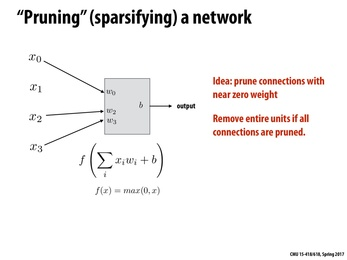 “Pruning” (sparsifying) a network
x0
x1
x2
x3
w0
w2
w3
b
output
f(∑i xiwi + b)
f(x) = max(0, x)
Idea: prune connections with
near zero weight
Remove entire units if all
connections are pruned.
CMU 15-418/618, Spring 2017